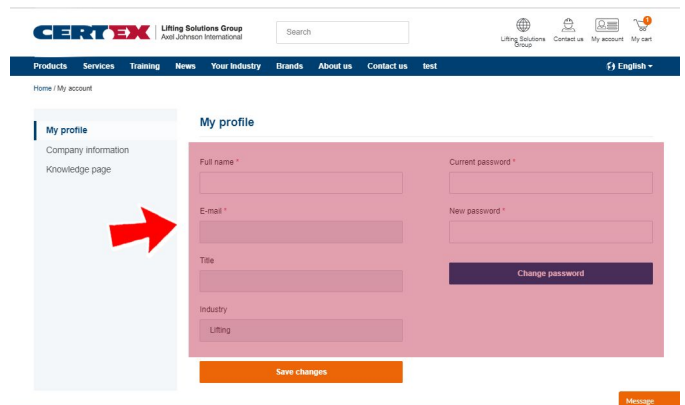 CERTEX
Lifting Solutions Group
Axel Johnson International
Search
Lifting Solutions Group
Contact us
My account
0
My cart
Products Services Training News Your Industry Brands About us Contact us test English
Home / My account
My profile
Company information
Knowledge page
My profile
Full name *
Current password *
E-mail *
New password *
Title
Change password
Industry
Lifting
Save changes
Message